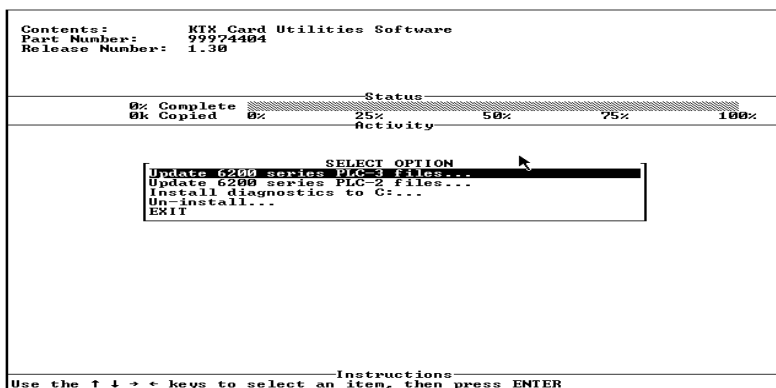 Contents: KTX Card Utilities Software
Part Number: 99974404
Release Number: 1.30
Status
0% Complete
0k Copied 0% 25% 50% 75% 100%
Activity
SELECT OPTION
Update 6200 series PLC-3 files...
Update 6200 series PLC-2 files...
Install diagnostics to C:...
Un-install...
EXIT
Instructions
Use the ↑ ↓ → ← keys to select an item, then press ENTER